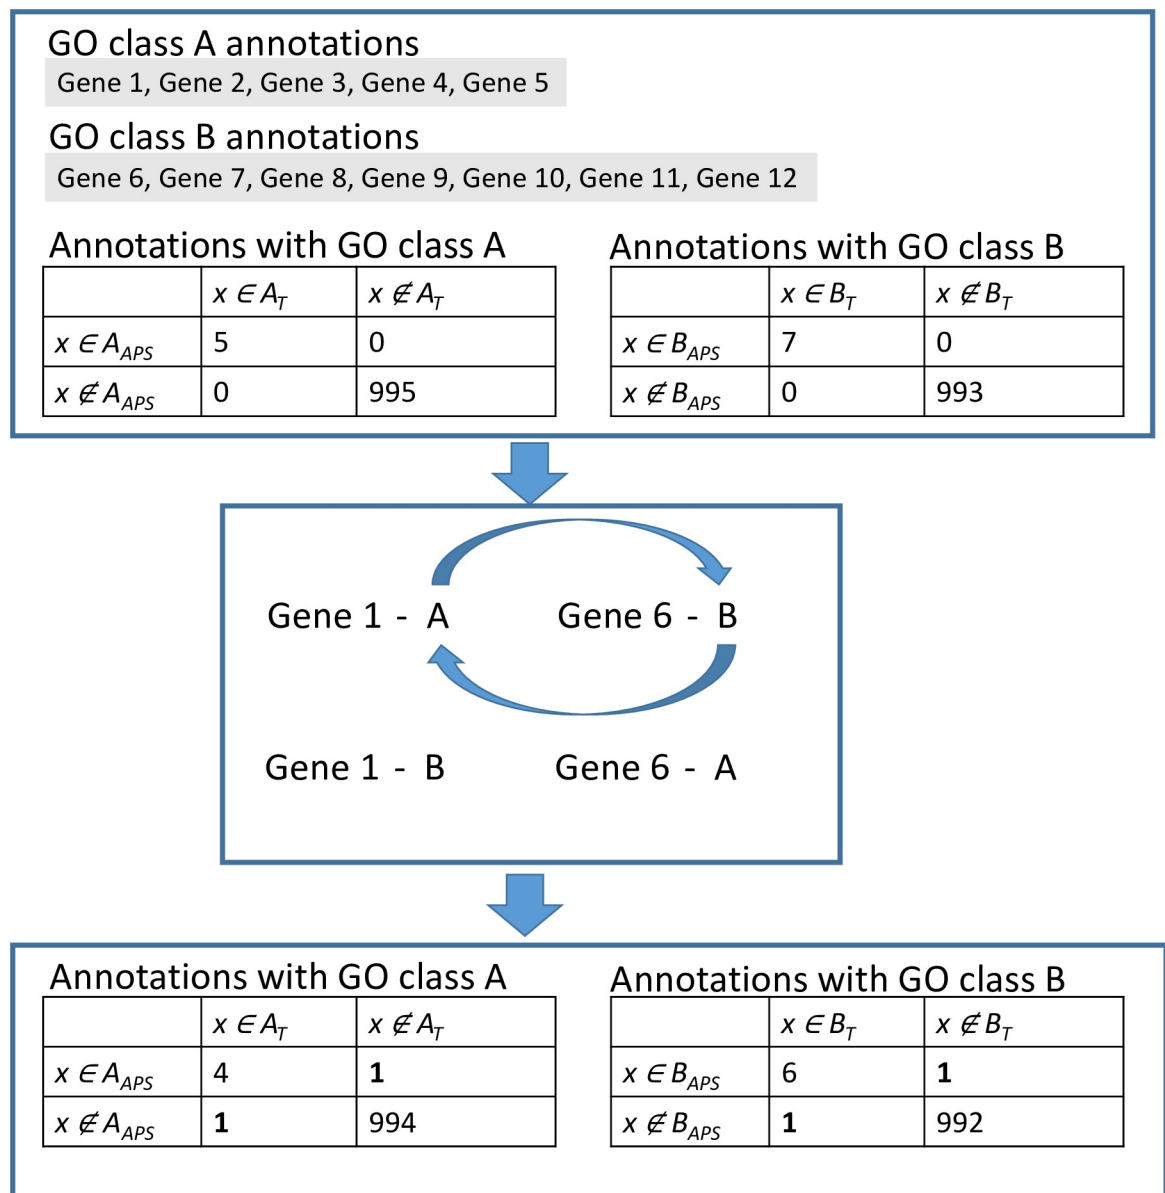 GO class A annotations
Gene 1, Gene 2, Gene 3, Gene 4, Gene 5
GO class B annotations
Gene 6, Gene 7, Gene 8, Gene 9, Gene 10, Gene 11, Gene 12
Annotations with GO class A
x ∈ A_T x ∉ A_T
x ∈ A_APS 5 0
x ∉ A_APS 0 995
Annotations with GO class B
x ∈ B_T x ∉ B_T
x ∈ B_APS 7 0
x ∉ B_APS 0 993
Gene 1 - A Gene 6 - B
Gene 1 - B Gene 6 - A
Annotations with GO class A
x ∈ A_T x ∉ A_T
x ∈ A_APS 4 1
x ∉ A_APS 1 994
Annotations with GO class B
x ∈ B_T x ∉ B_T
x ∈ B_APS 6 1
x ∉ B_APS 1 992